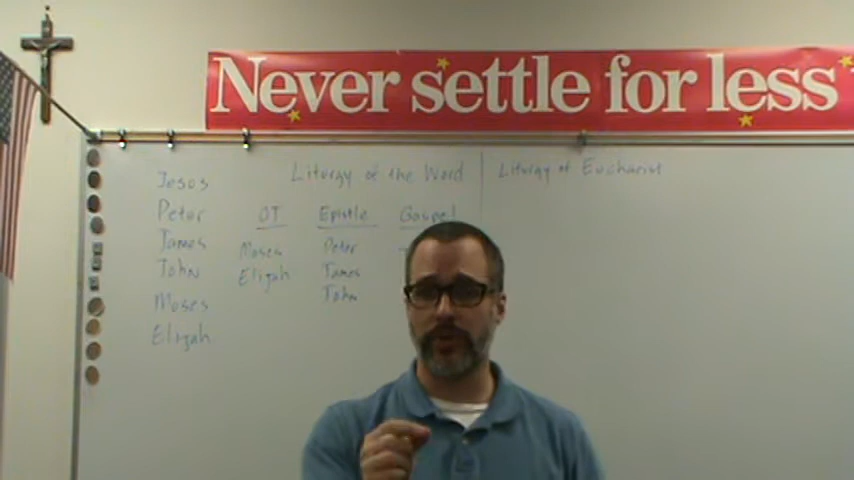 Never settle for less
Jesus
Peter
James
John
Moses
Elijah
Liturgy of the Word
OT Epistle Gospel
Moses Peter
Elijah James
John
Liturgy of Eucharist